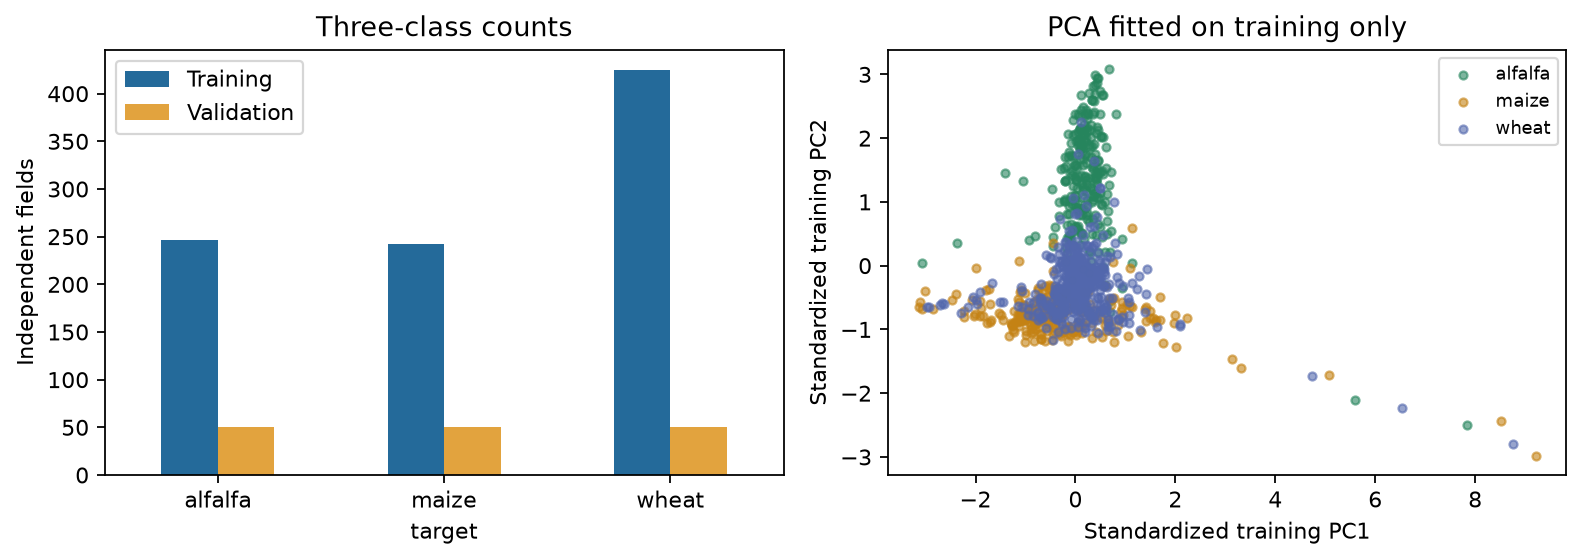 Three-class counts
Training
Validation
Independent fields
400
350
300
250
200
150
100
50
0
alfalfa maize wheat
target
PCA fitted on training only
alfalfa
maize
wheat
Standardized training PC2
3
2
1
0
−1
−2
−3
−2 0 2 4 6 8
Standardized training PC1